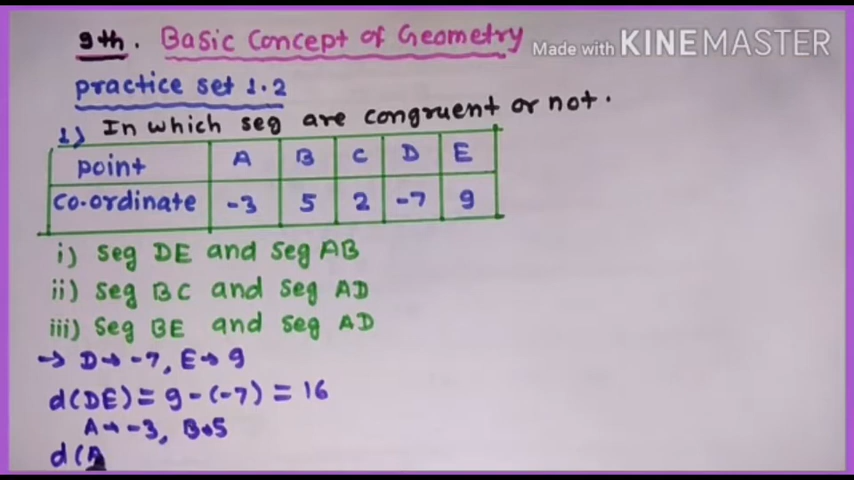 9th. Basic Concept of Geometry
Made with KINEMASTER
practice set 1.2
1) In which seg are congruent or not.
point A B C D E
co-ordinate -3 5 2 -7 9
i) seg DE and seg AB
ii) seg BC and seg AD
iii) seg BE and seg AD
→ D→ -7, E→ 9
d(DE) = 9-(-7) = 16
A→ -3, B→5
d(A